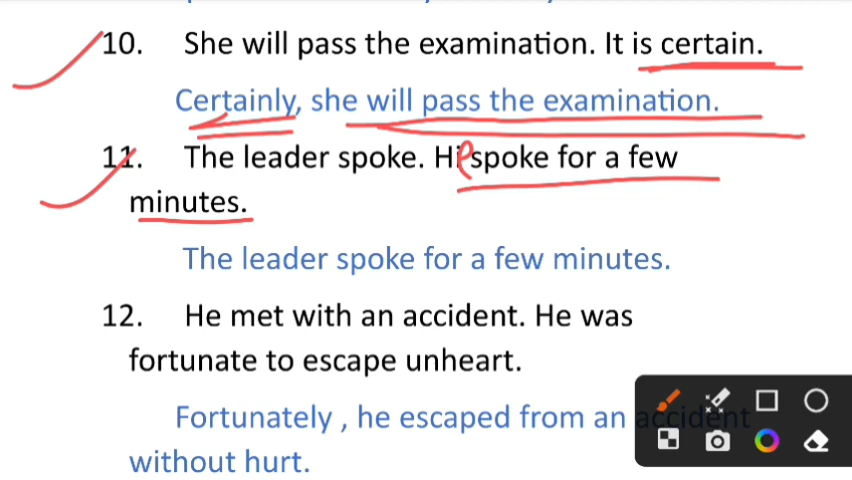 10. She will pass the examination. It is certain.
Certainly, she will pass the examination.
11. The leader spoke. He spoke for a few
minutes.
The leader spoke for a few minutes.
12. He met with an accident. He was
fortunate to escape unheart.
Fortunately , he escaped from an accident
without hurt.